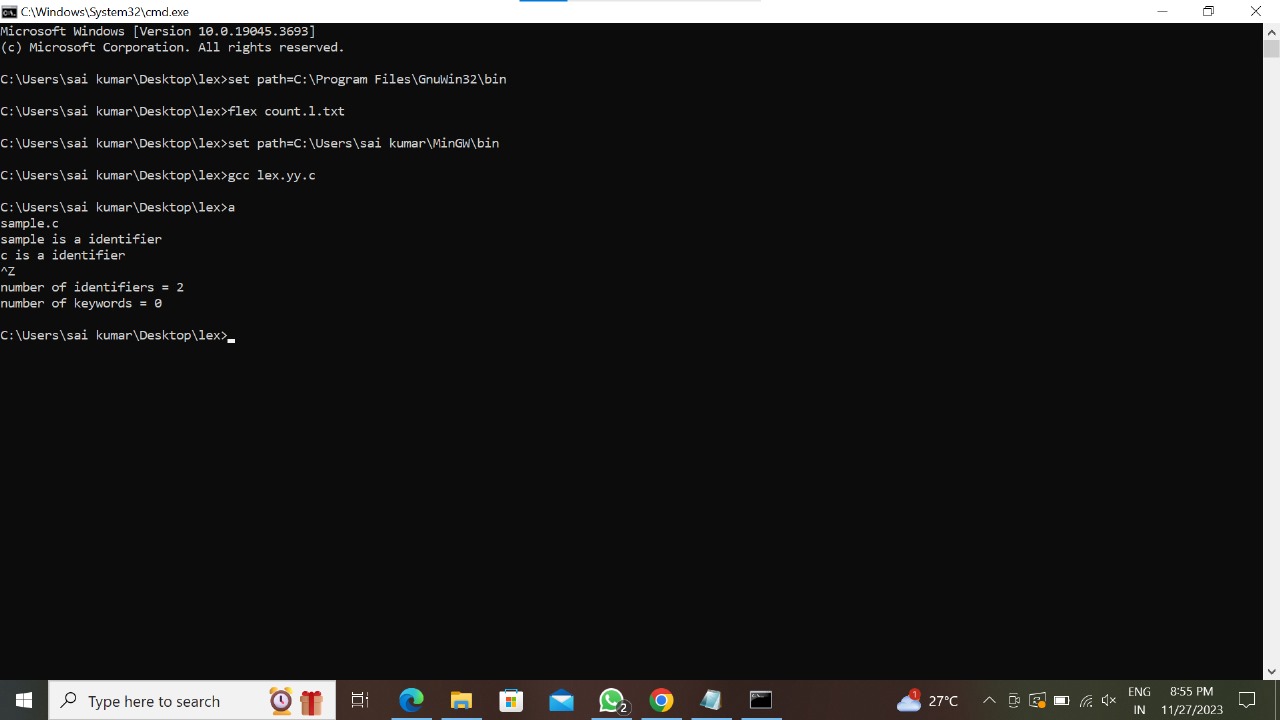 C:\Windows\System32\cmd.exe
Microsoft Windows [Version 10.0.19045.3693]
(c) Microsoft Corporation. All rights reserved.
C:\Users\sai kumar\Desktop\lex>set path=C:\Program Files\GnuWin32\bin
C:\Users\sai kumar\Desktop\lex>flex count.l.txt
C:\Users\sai kumar\Desktop\lex>set path=C:\Users\sai kumar\MinGW\bin
C:\Users\sai kumar\Desktop\lex>gcc lex.yy.c
C:\Users\sai kumar\Desktop\lex>a
sample.c
sample is a identifier
c is a identifier
^Z
number of identifiers = 2
number of keywords = 0
C:\Users\sai kumar\Desktop\lex>
Type here to search
2
1
27°C
ENG
IN
8:55 PM
11/27/2023